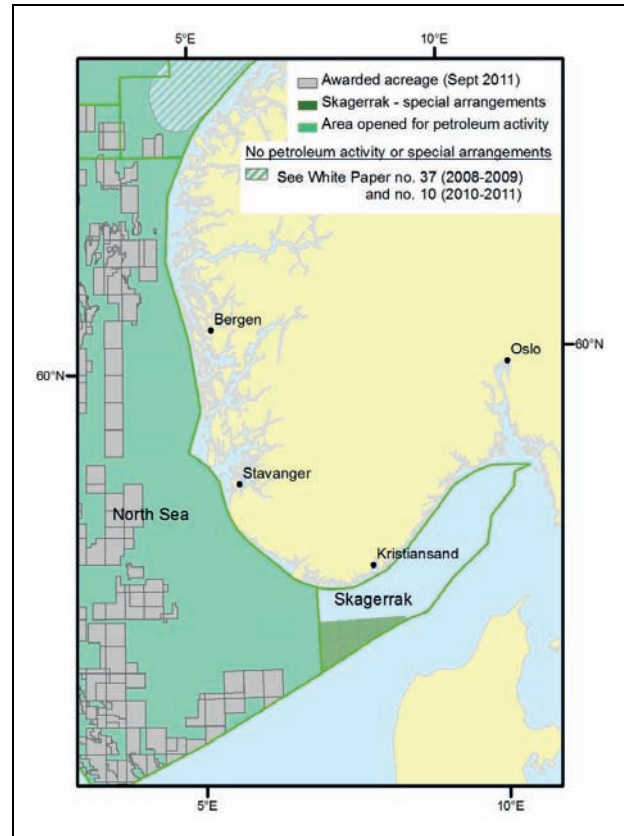 5°E
10°E
Awarded acreage (Sept 2011)
Skagerrak - special arrangements
Area opened for petroleum activity
No petroleum activity or special arrangements
See White Paper no. 37 (2008-2009)
and no. 10 (2010-2011)
Bergen
Oslo
60°N
60°N
Stavanger
North Sea
Kristiansand
Skagerrak
5°E
10°E